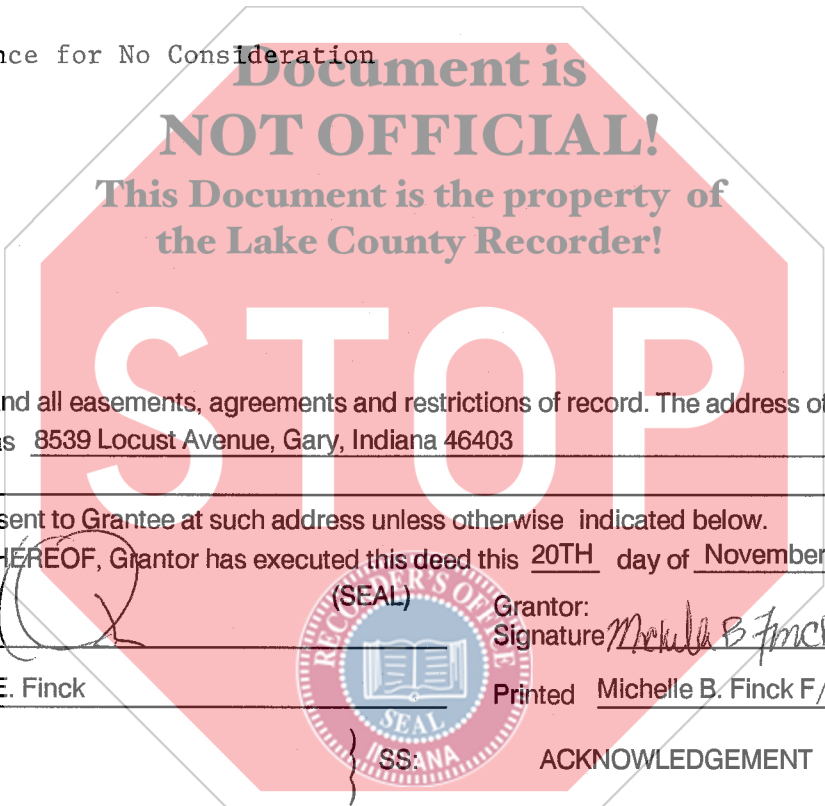 nce for No Consideration
Document is
NOT OFFICIAL!
This Document is the property of
the Lake County Recorder!
STOP
nd all easements, agreements and restrictions of record. The address of
s 8539 Locust Avenue, Gary, Indiana 46403
sent to Grantee at such address unless otherwise indicated below.
HEREOF, Grantor has executed this deed this 20TH day of November
(SEAL)
Grantor:
Signature Michelle B Finck
E. Finck
Printed Michelle B. Finck F/
RECORDER'S OFFICE
SEAL
INDIANA
SS:
ACKNOWLEDGEMENT